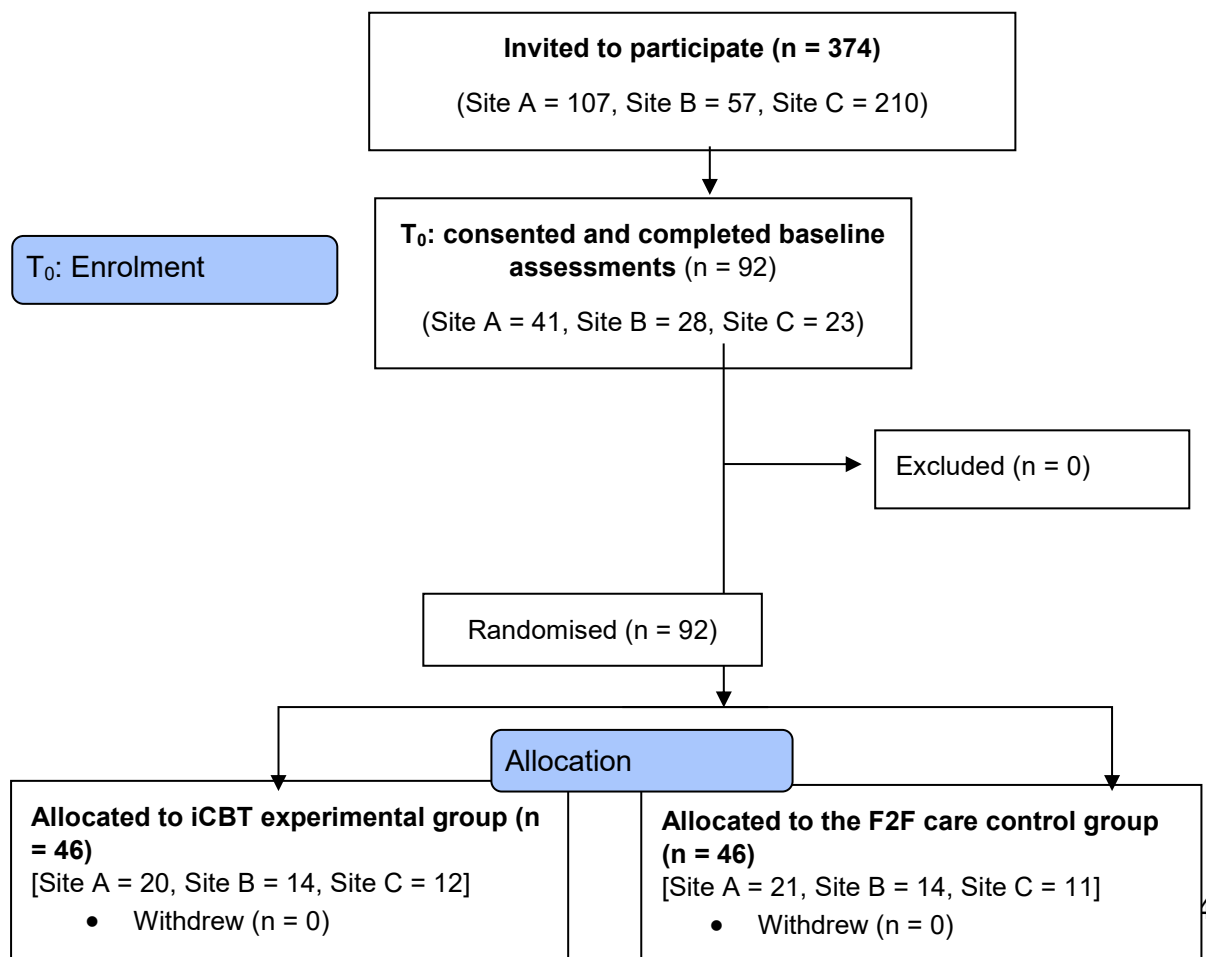 Invited to participate (n = 374)
(Site A = 107, Site B = 57, Site C = 210)
T₀: Enrolment
T₀: consented and completed baseline
assessments (n = 92)
(Site A = 41, Site B = 28, Site C = 23)
Excluded (n = 0)
Randomised (n = 92)
Allocation
Allocated to iCBT experimental group (n
= 46)
[Site A = 20, Site B = 14, Site C = 12]
• Withdrew (n = 0)
Allocated to the F2F care control group
(n = 46)
[Site A = 21, Site B = 14, Site C = 11]
• Withdrew (n = 0)